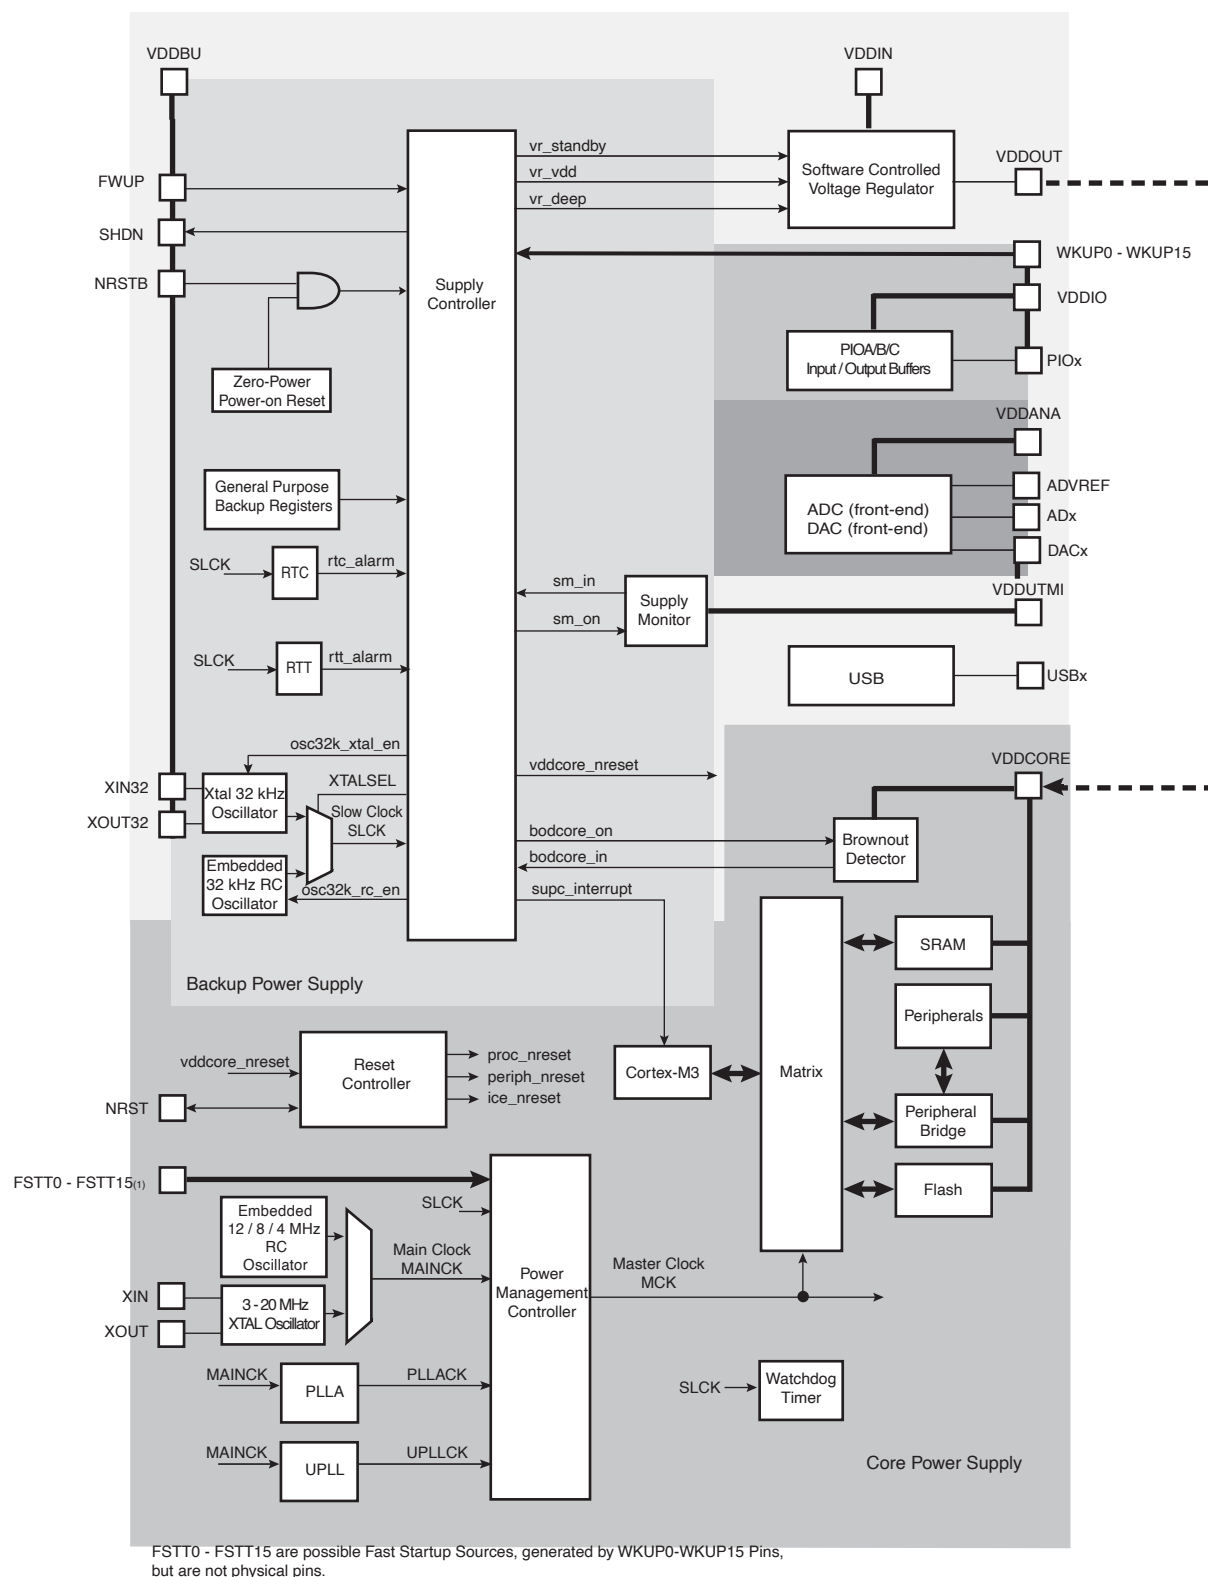 VDDBU
VDDIN
FWUP
SHDN
NRSTB
vr_standby
vr_vdd
vr_deep
Software Controlled
Voltage Regulator
VDDOUT
Supply
Controller
WKUP0 - WKUP15
VDDIO
PIOA/B/C
Input / Output Buffers
PIOx
Zero-Power
Power-on Reset
VDDANA
General Purpose
Backup Registers
ADC (front-end)
DAC (front-end)
ADVREF
ADx
DACx
SLCK
RTC
rtc_alarm
sm_in
sm_on
Supply
Monitor
VDDUTMI
SLCK
RTT
rtt_alarm
USB
USBx
osc32k_xtal_en
XTALSEL
vddcore_nreset
VDDCORE
XIN32
XOUT32
Xtal 32 kHz
Oscillator
Slow Clock
SLCK
bodcore_on
bodcore_in
Brownout
Detector
Embedded
32 kHz RC
Oscillator
osc32k_rc_en
supc_interrupt
Backup Power Supply
SRAM
Peripherals
vddcore_nreset
NRST
Reset
Controller
proc_nreset
periph_nreset
ice_nreset
Cortex-M3
Matrix
Peripheral
Bridge
Flash
FSTT0 - FSTT15(1)
SLCK
Embedded
12 / 8 / 4 MHz
RC
Oscillator
Main Clock
MAINCK
Power
Management
Controller
Master Clock
MCK
XIN
XOUT
3 - 20 MHz
XTAL Oscillator
MAINCK
PLLA
PLLACK
SLCK
Watchdog
Timer
MAINCK
UPLL
UPLLCK
Core Power Supply
FSTT0 - FSTT15 are possible Fast Startup Sources, generated by WKUP0-WKUP15 Pins,
but are not physical pins.